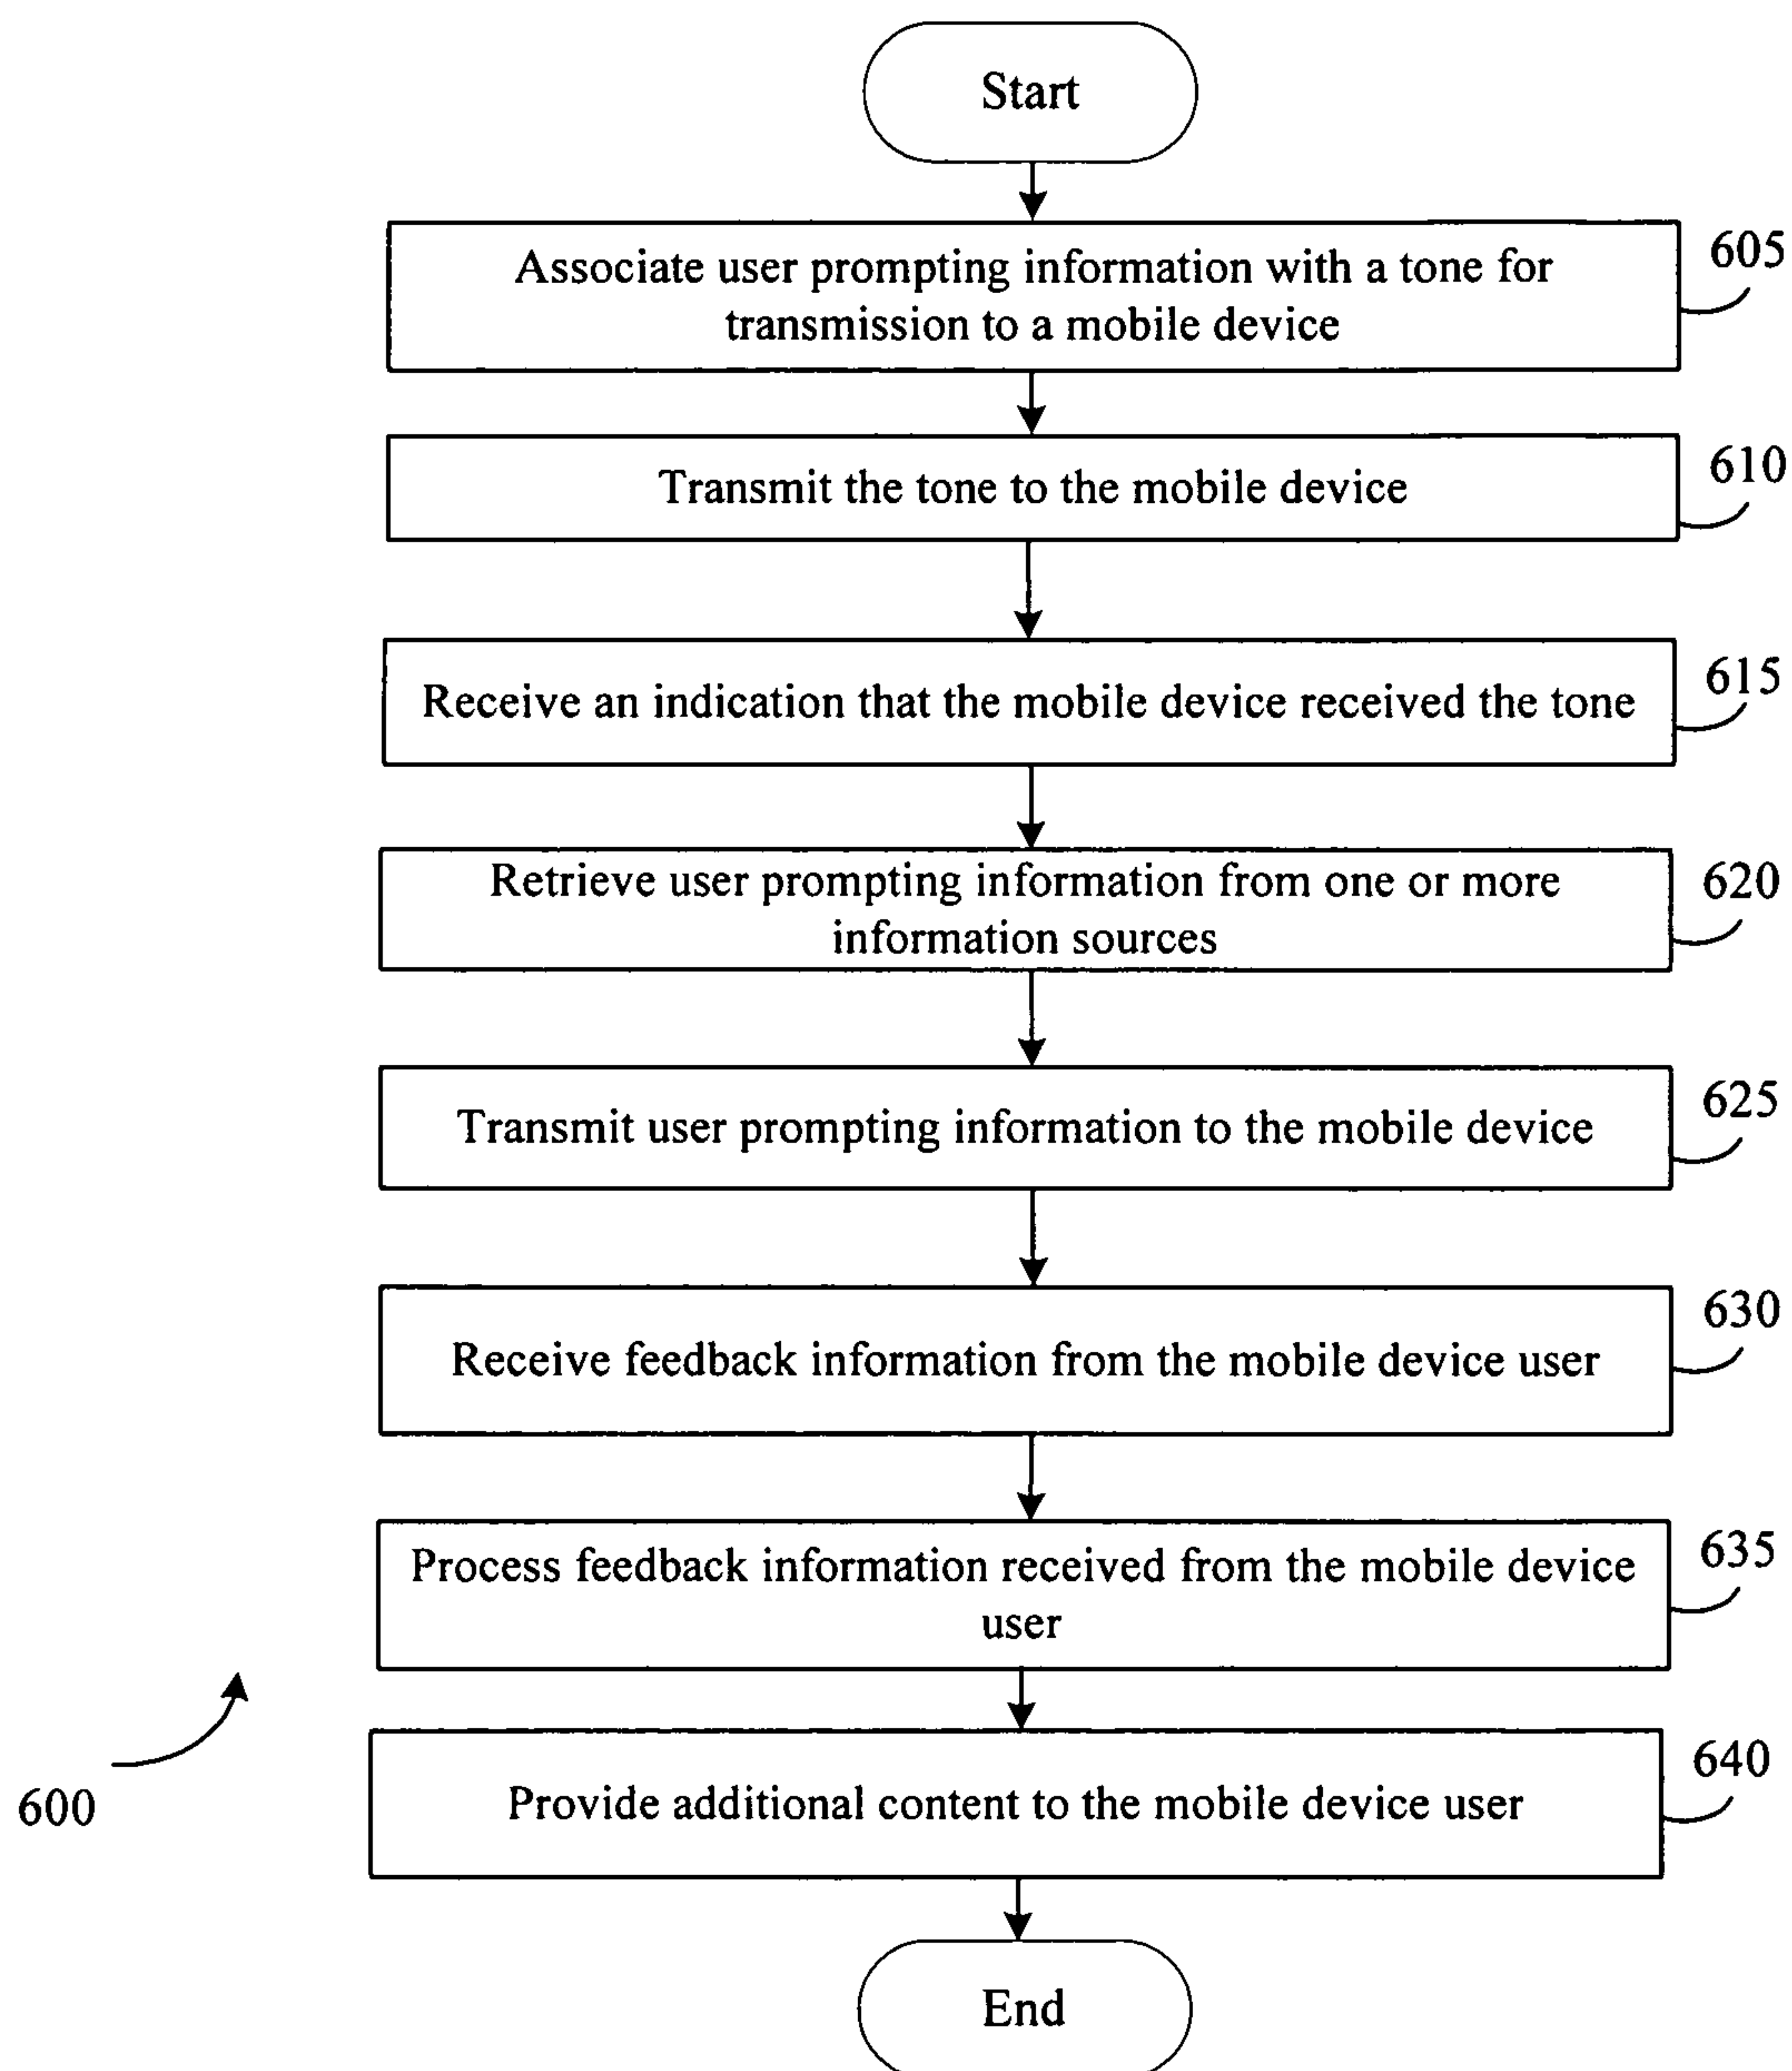 Start
Associate user prompting information with a tone for
transmission to a mobile device
605
Transmit the tone to the mobile device
610
Receive an indication that the mobile device received the tone
615
Retrieve user prompting information from one or more
information sources
620
Transmit user prompting information to the mobile device
625
Receive feedback information from the mobile device user
630
Process feedback information received from the mobile device
user
635
Provide additional content to the mobile device user
640
600
End